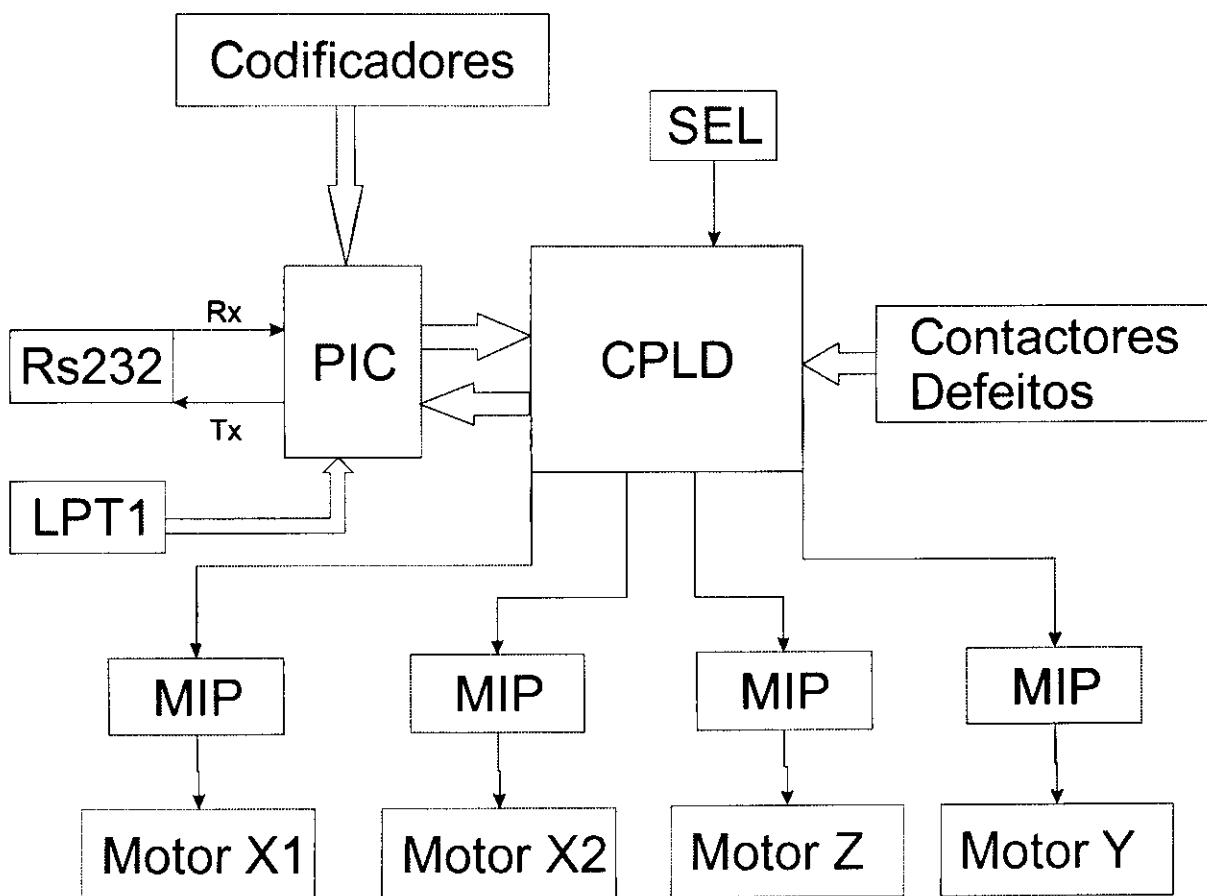 Codificadores
SEL
Rx
Rs232
PIC
CPLD
Contactores
Defeitos
Tx
LPT1
MIP
MIP
MIP
MIP
Motor X1
Motor X2
Motor Z
Motor Y